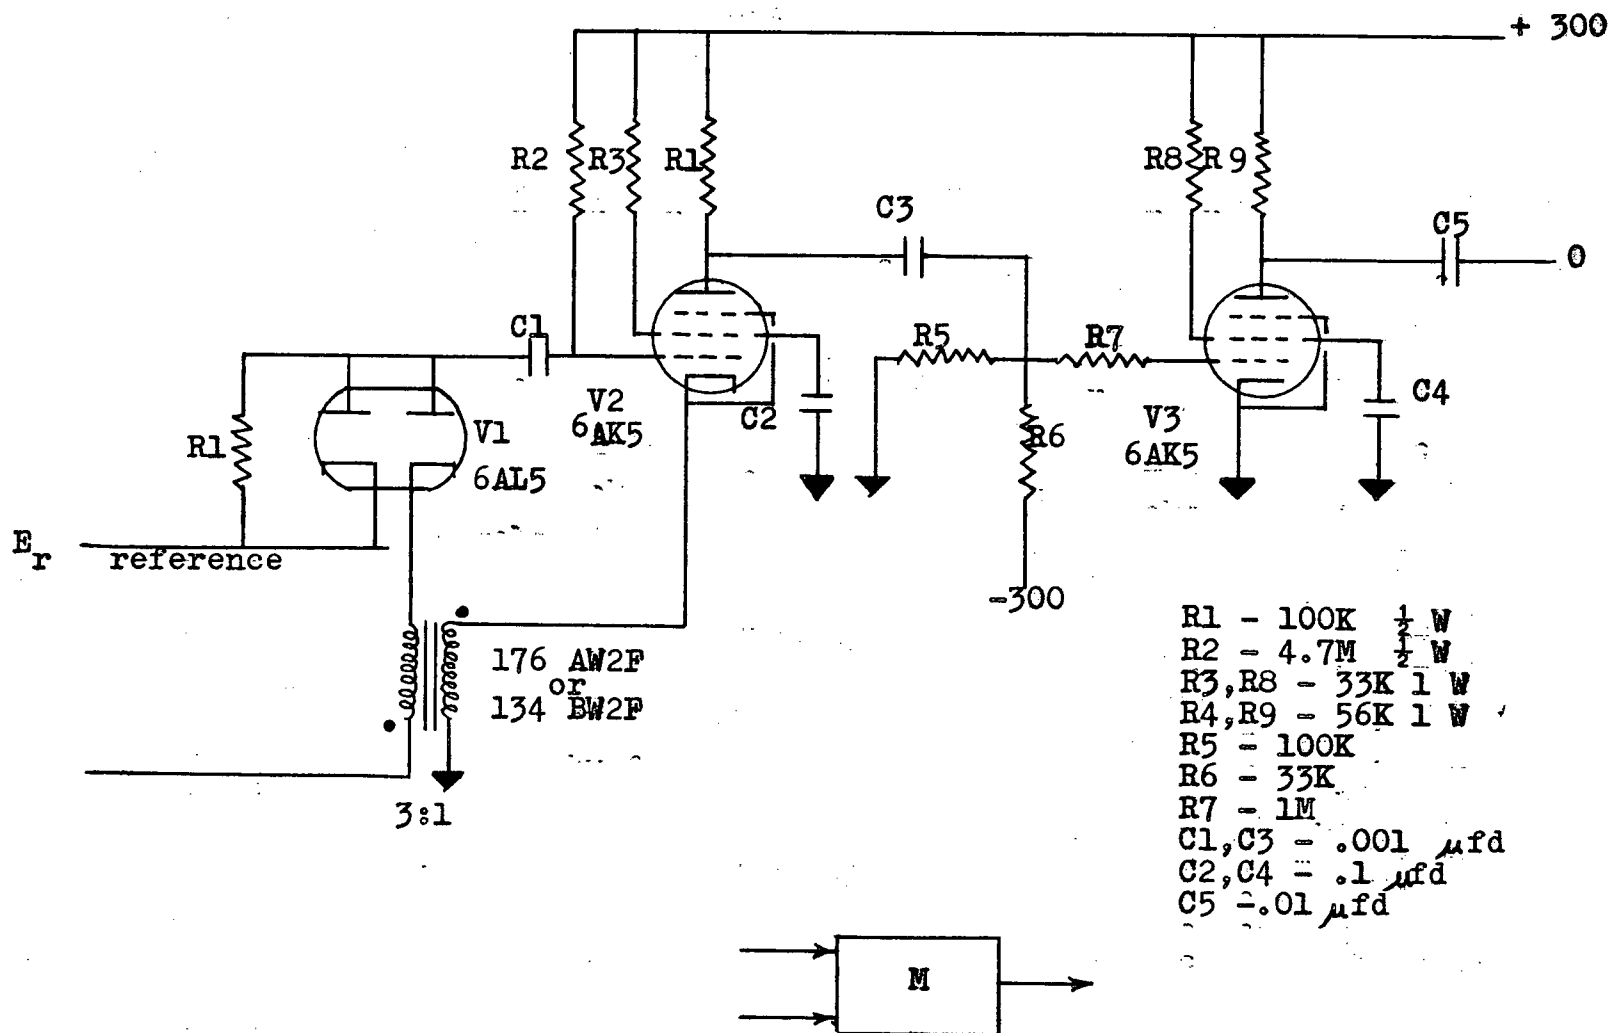 + 300
R2
R3
R1
R8
R9
C3
C5
0
C1
R5
R7
V2
6AK5
C2
R6
V3
6AK5
C4
R1
V1
6AL5
Er
reference
-300
176 AW2F
or
134 BW2F
3:1
R1 - 100K ½ W
R2 - 4.7M ½ W
R3,R8 - 33K 1 W
R4,R9 - 56K 1 W
R5 - 100K
R6 - 33K
R7 - 1M
C1,C3 - .001 μfd
C2,C4 - .1 μfd
C5 -.01 μfd
M